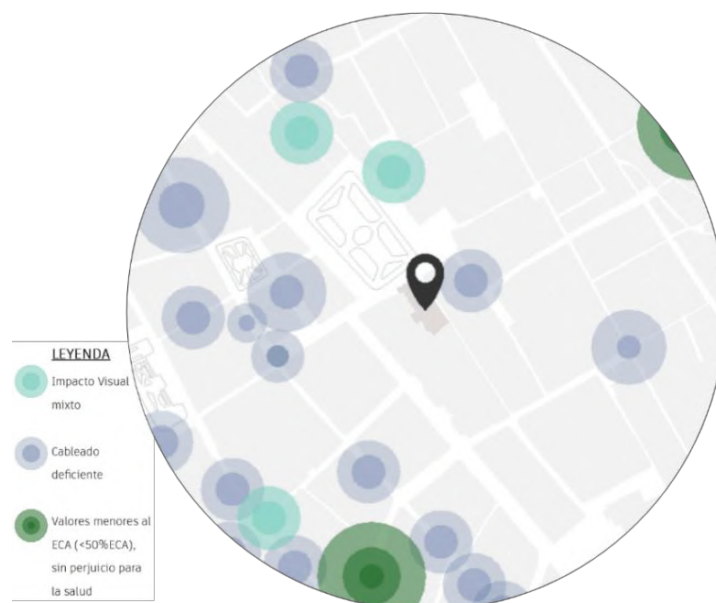 LEYENDA
Impacto Visual
mixto
Cableado
deficiente
Valores menores al
ECA (<50%ECA),
sin perjuicio para
la salud